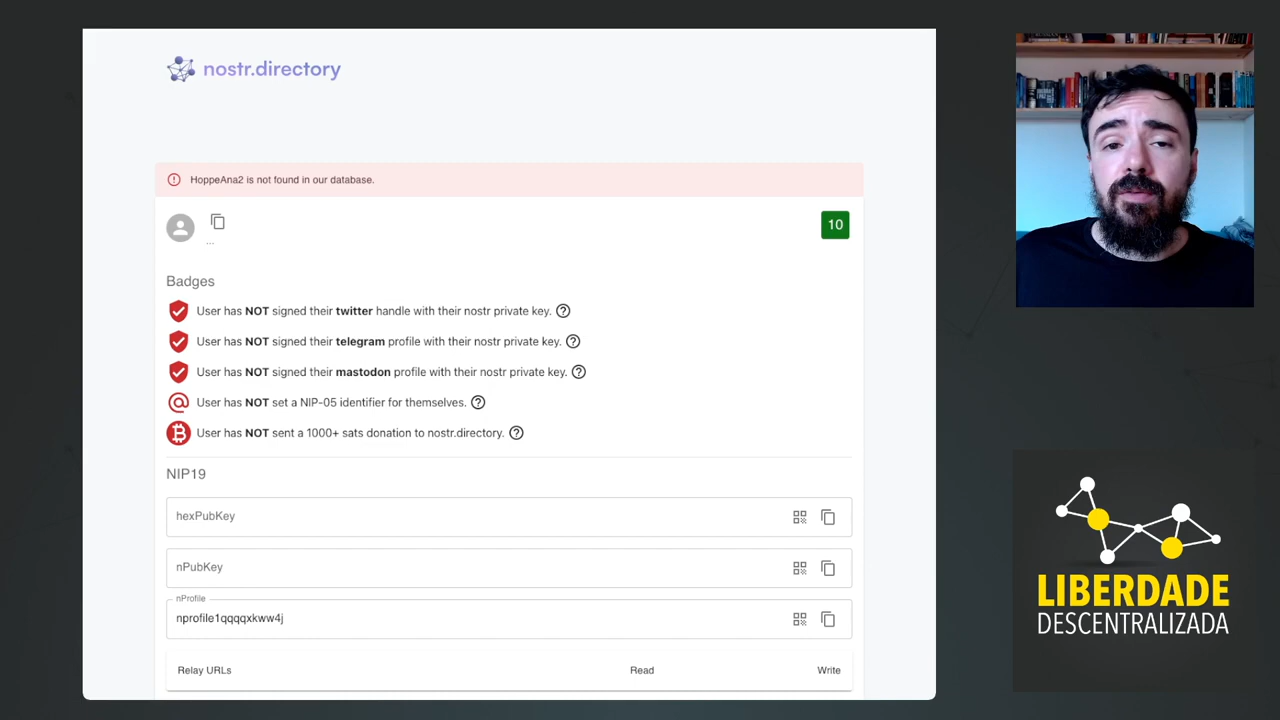 nostr.directory
HoppeAna2 is not found in our database.
...
10
Badges
User has NOT signed their twitter handle with their nostr private key.
User has NOT signed their telegram profile with their nostr private key.
User has NOT signed their mastodon profile with their nostr private key.
User has NOT set a NIP-05 identifier for themselves.
User has NOT sent a 1000+ sats donation to nostr.directory.
NIP19
hexPubKey
nPubKey
nProfile
nprofile1qqqqxkww4j
Relay URLs Read Write
LIBERDADE
DESCENTRALIZADA